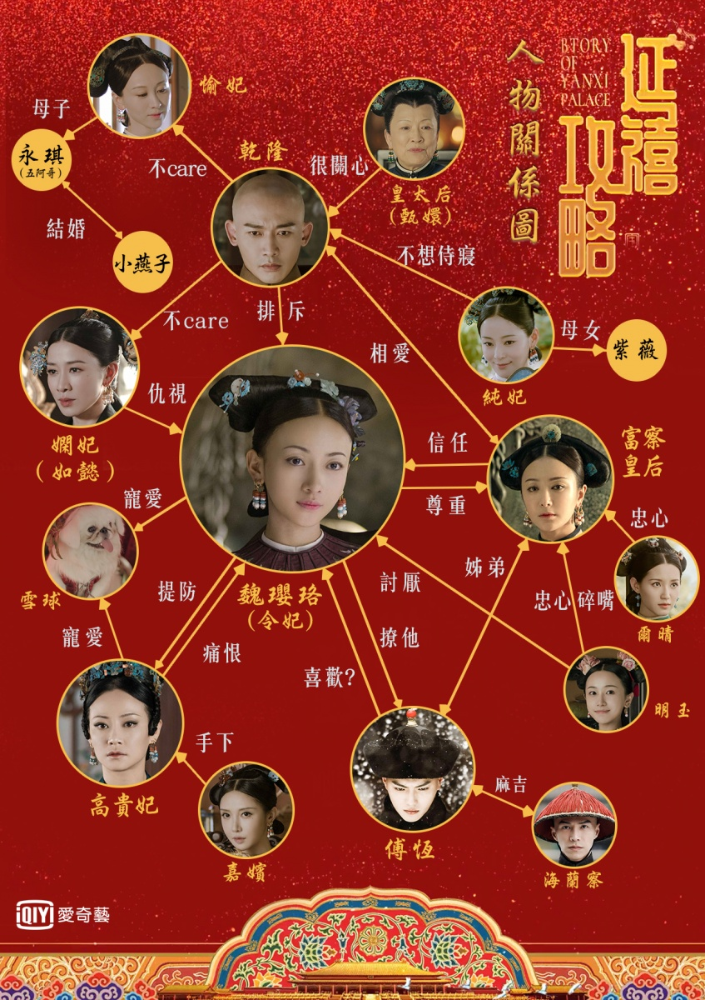 延禧
攻略
BTORY
OF
YANXI
PALACE
人物關係圖
愉妃
母子
永琪
(五阿哥)
不care
乾隆
很關心
皇太后
(甄嬛)
結婚
小燕子
不想侍寢
不care
排斥
相愛
母女
紫薇
純妃
仇視
嫻妃
(如懿)
信任
尊重
富察
皇后
寵愛
忠心
雪球
提防
魏瓔珞
(令妃)
討厭
姊弟
忠心碎嘴
爾晴
寵愛
痛恨
撩他
喜歡?
明玉
手下
高貴妃
麻吉
嘉嬪
傅恆
海蘭察
iQIYI 愛奇藝